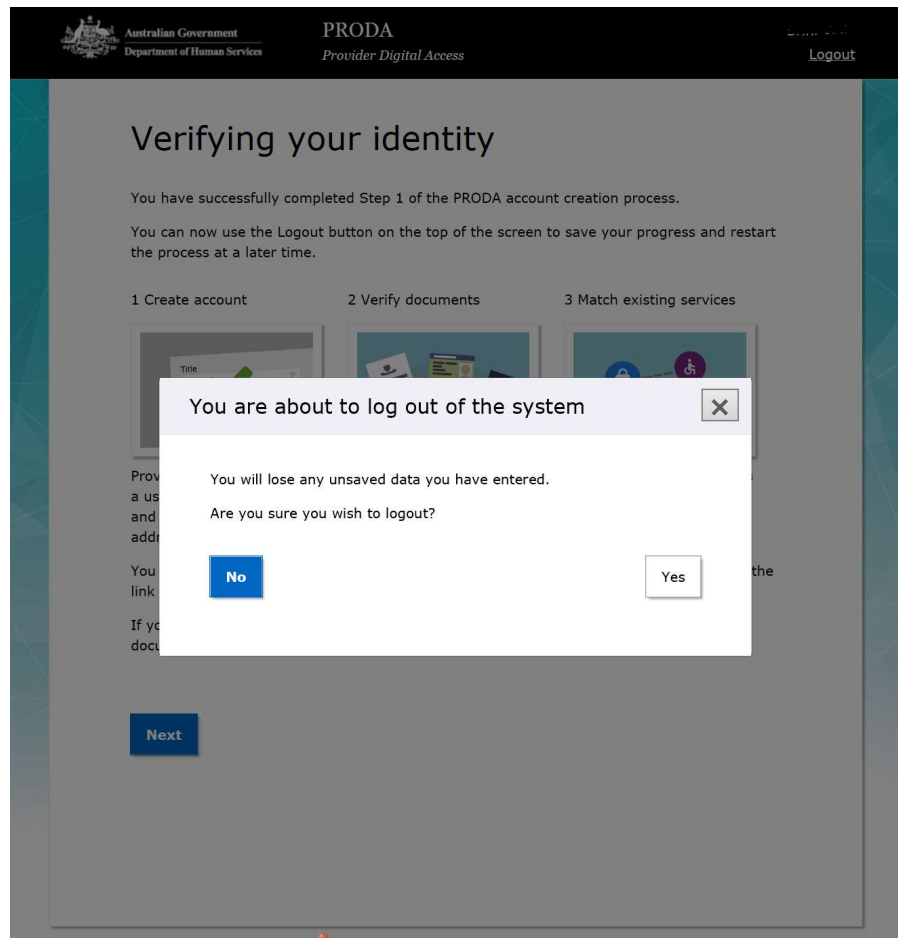 Australian Government
Department of Human Services
PRODA
Provider Digital Access
Logout
Verifying your identity
You have successfully completed Step 1 of the PRODA account creation process.
You can now use the Logout button on the top of the screen to save your progress and restart
the process at a later time.
1 Create account
2 Verify documents
3 Match existing services
Title
You are about to log out of the system
You will lose any unsaved data you have entered.
Are you sure you wish to logout?
No
Yes
a us
and
You
the
link
Next